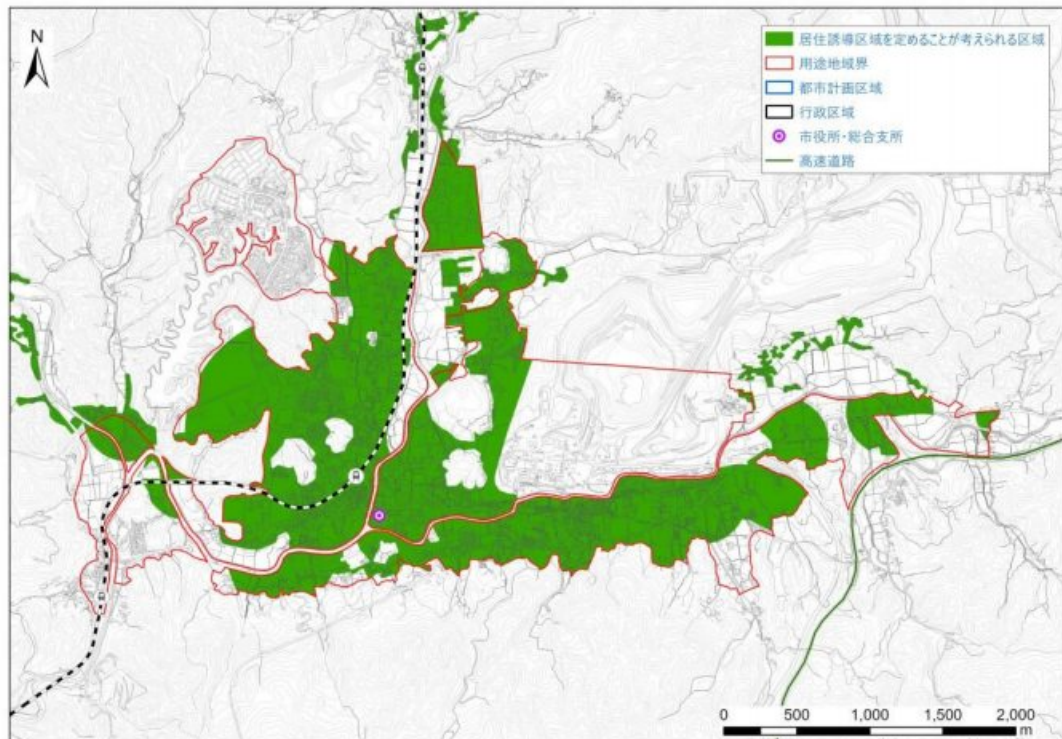 N
居住誘導区域を定めることが考えられる区域
用途地域界
都市計画区域
行政区域
市役所・総合支所
高速道路
0 500 1,000 1,500 2,000
m